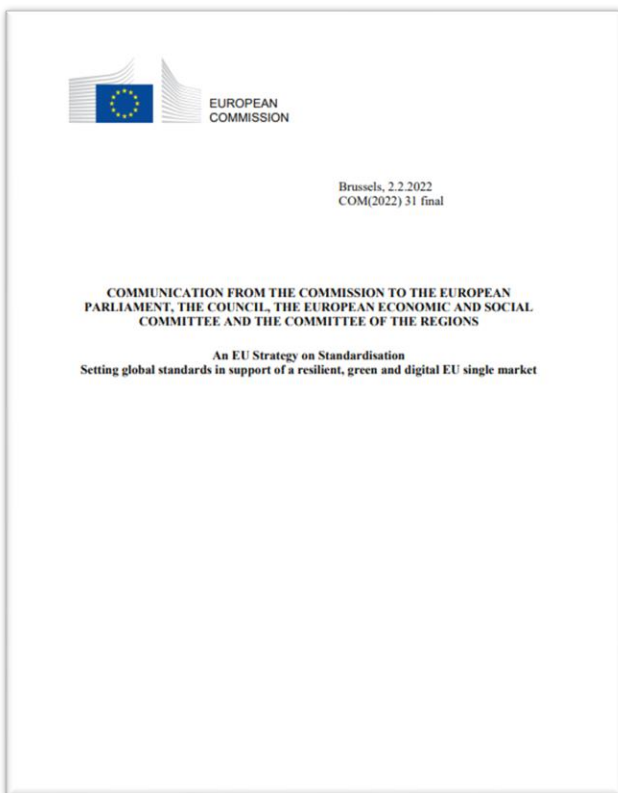 EUROPEAN
COMMISSION
Brussels, 2.2.2022
COM(2022) 31 final
COMMUNICATION FROM THE COMMISSION TO THE EUROPEAN
PARLIAMENT, THE COUNCIL, THE EUROPEAN ECONOMIC AND SOCIAL
COMMITTEE AND THE COMMITTEE OF THE REGIONS
An EU Strategy on Standardisation
Setting global standards in support of a resilient, green and digital EU single market